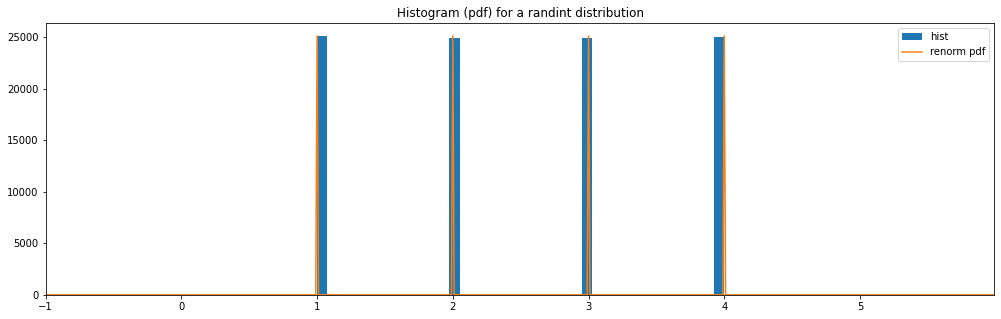 Histogram (pdf) for a randint distribution
hist
renorm pdf
25000
20000
15000
10000
5000
0
−1 0 1 2 3 4 5